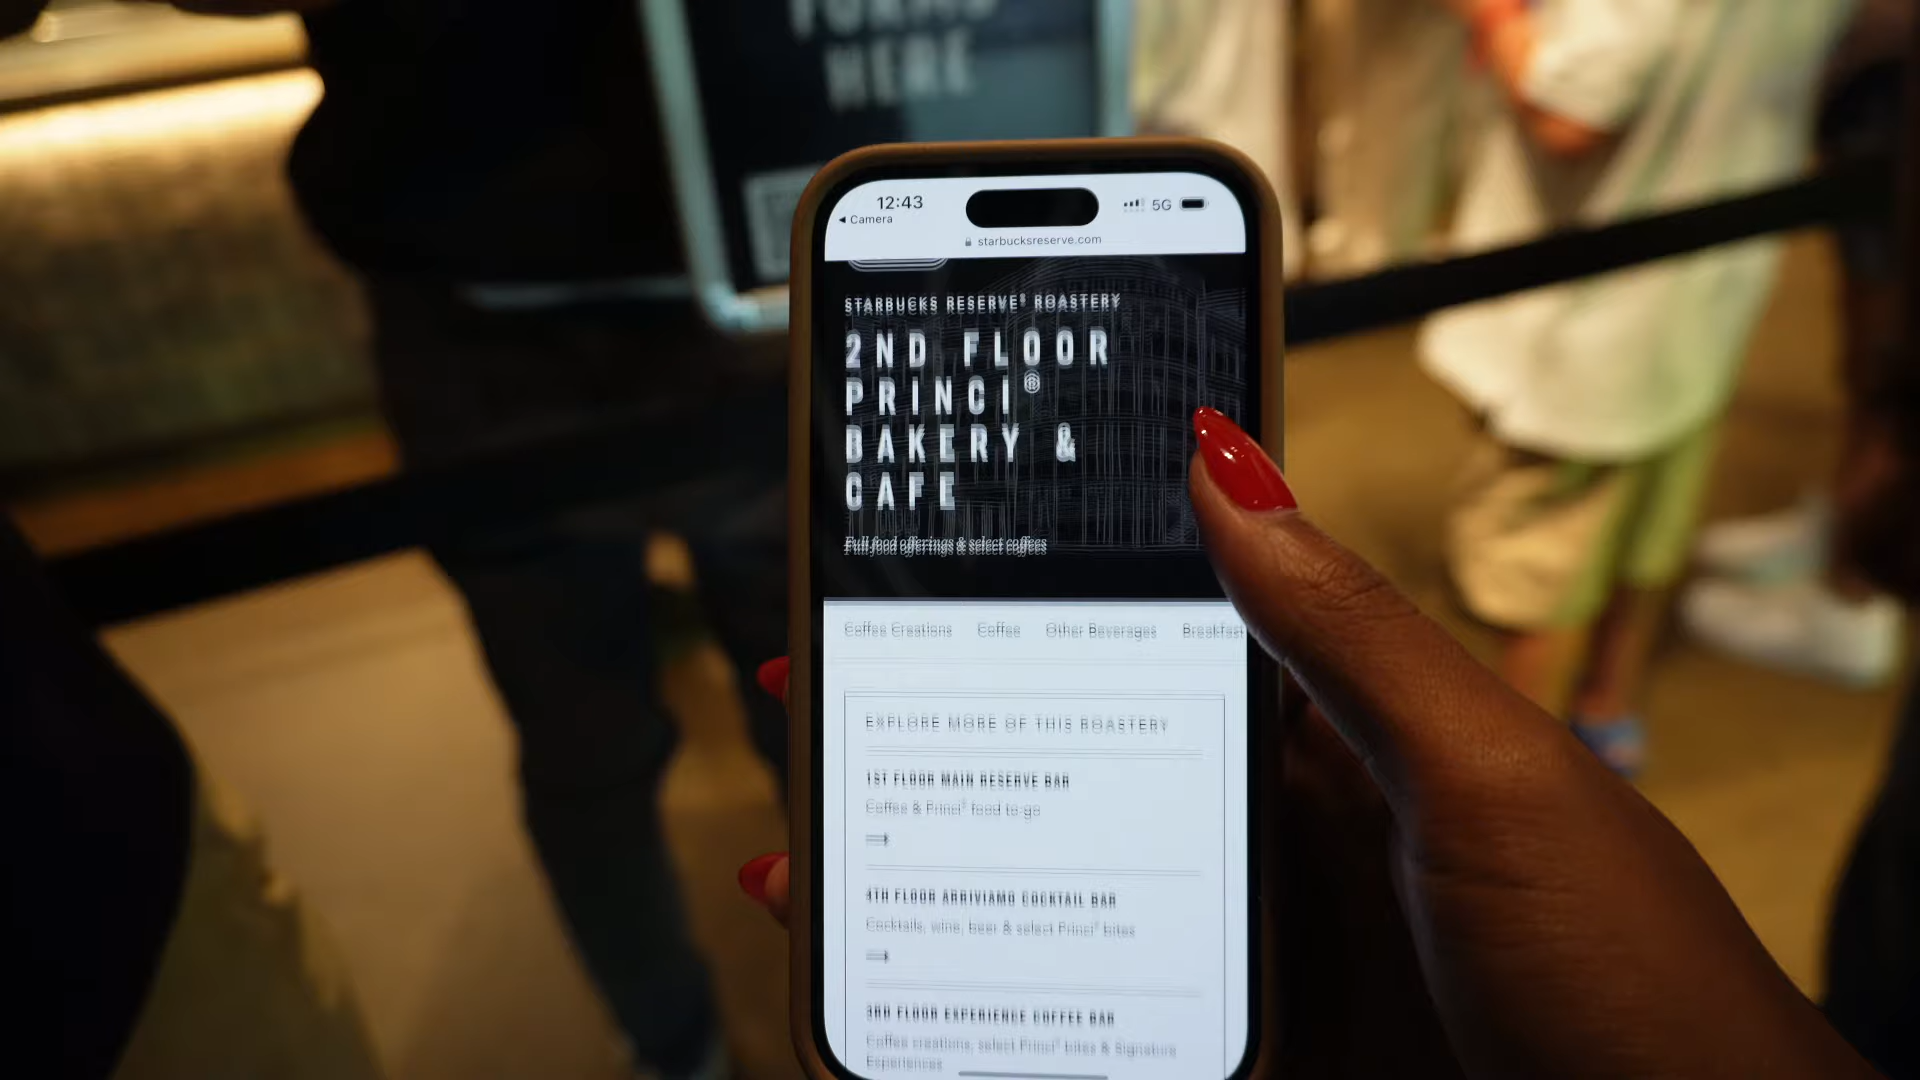 HERE
12:43
5G
◀ Camera
starbucksreserve.com
STARBUCKS RESERVE® ROASTERY
2ND FLOOR
PRINCI®
BAKERY &
CAFE
Full food offerings & select coffees
Coffee Creations Coffee Other Beverages Breakfast
EXPLORE MORE OF THIS ROASTERY
1ST FLOOR MAIN RESERVE BAR
Coffee & Princi® food to-go
4TH FLOOR ARRIVIAMO COCKTAIL BAR
Cocktails, wine, beer & select Princi® bites
3RD FLOOR EXPERIENCE COFFEE BAR
Coffee creations, select Princi® bites & Signature
Experiences